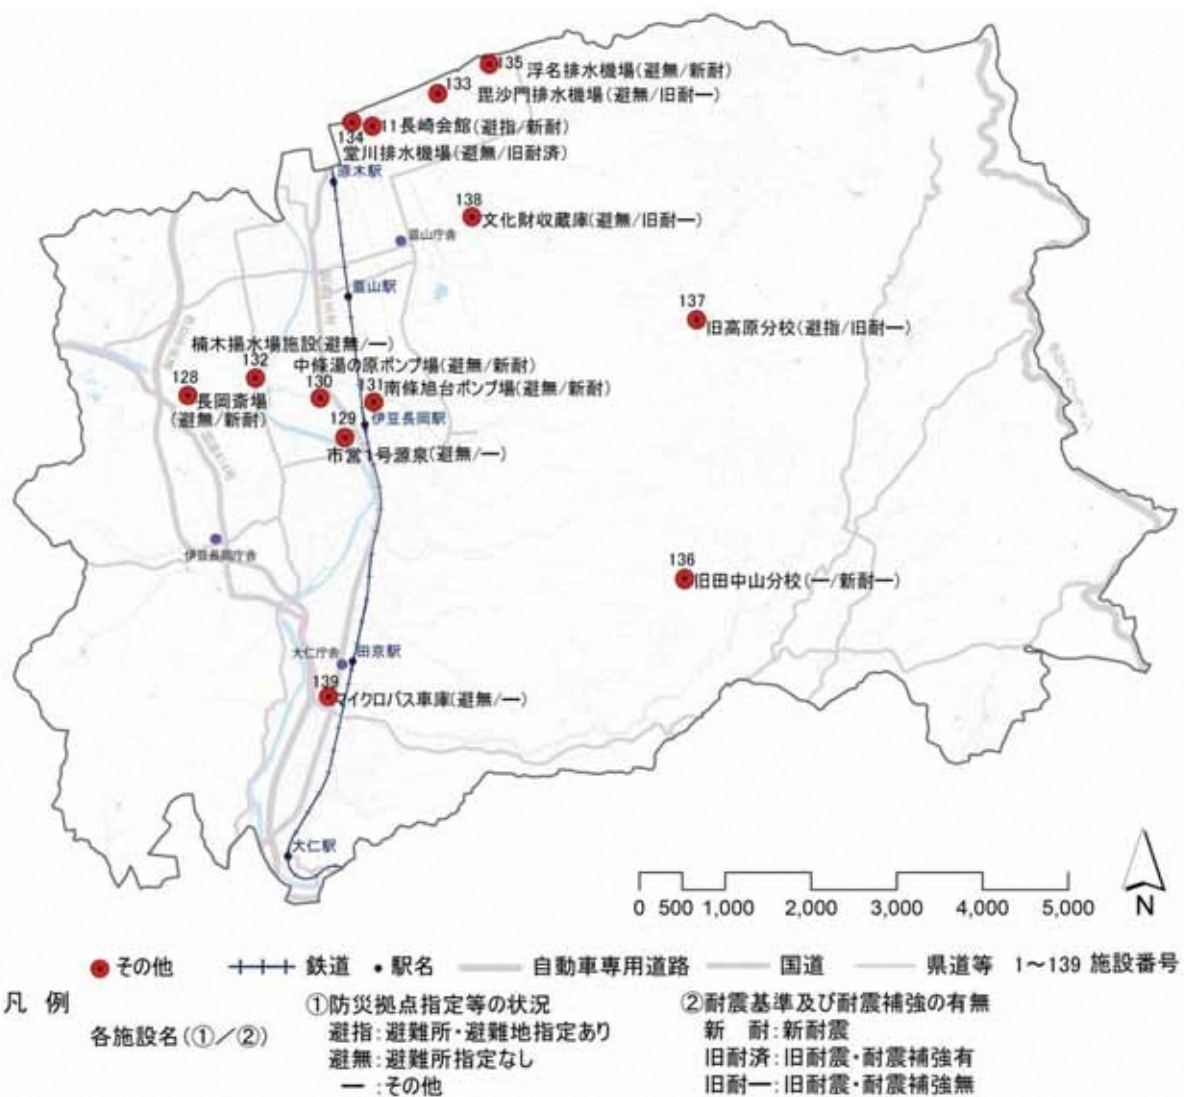 135 浮名排水機場(避無/新耐)
133 毘沙門排水機場(避無/旧耐一)
11長崎会館(避指/新耐)
134
堂川排水機場(避無/旧耐済)
原木駅
138
文化財収蔵庫(避無/旧耐一)
韮山庁舎
韮山駅
137
旧高原分校(避指/旧耐一)
楠木揚水場施設(避無/一)
132
中條湯の原ポンプ場(避無/新耐)
128
長岡斎場
(避無/新耐)
130
131 南條旭台ポンプ場(避無/新耐)
伊豆長岡駅
129
市営1号源泉(避無/一)
伊豆長岡庁舎
136
旧田中山分校(一/新耐一)
大仁庁舎
田京駅
139
マイクロバス車庫(避無/一)
大仁駅
0 500 1,000 2,000 3,000 4,000 5,000
N
その他 鉄道 駅名 自動車専用道路 国道 県道等 1～139 施設番号
凡 例
各施設名(①/②)
①防災拠点指定等の状況
避指:避難所・避難地指定あり
避無:避難所指定なし
一:その他
②耐震基準及び耐震補強の有無
新 耐:新耐震
旧耐済:旧耐震・耐震補強有
旧耐一:旧耐震・耐震補強無